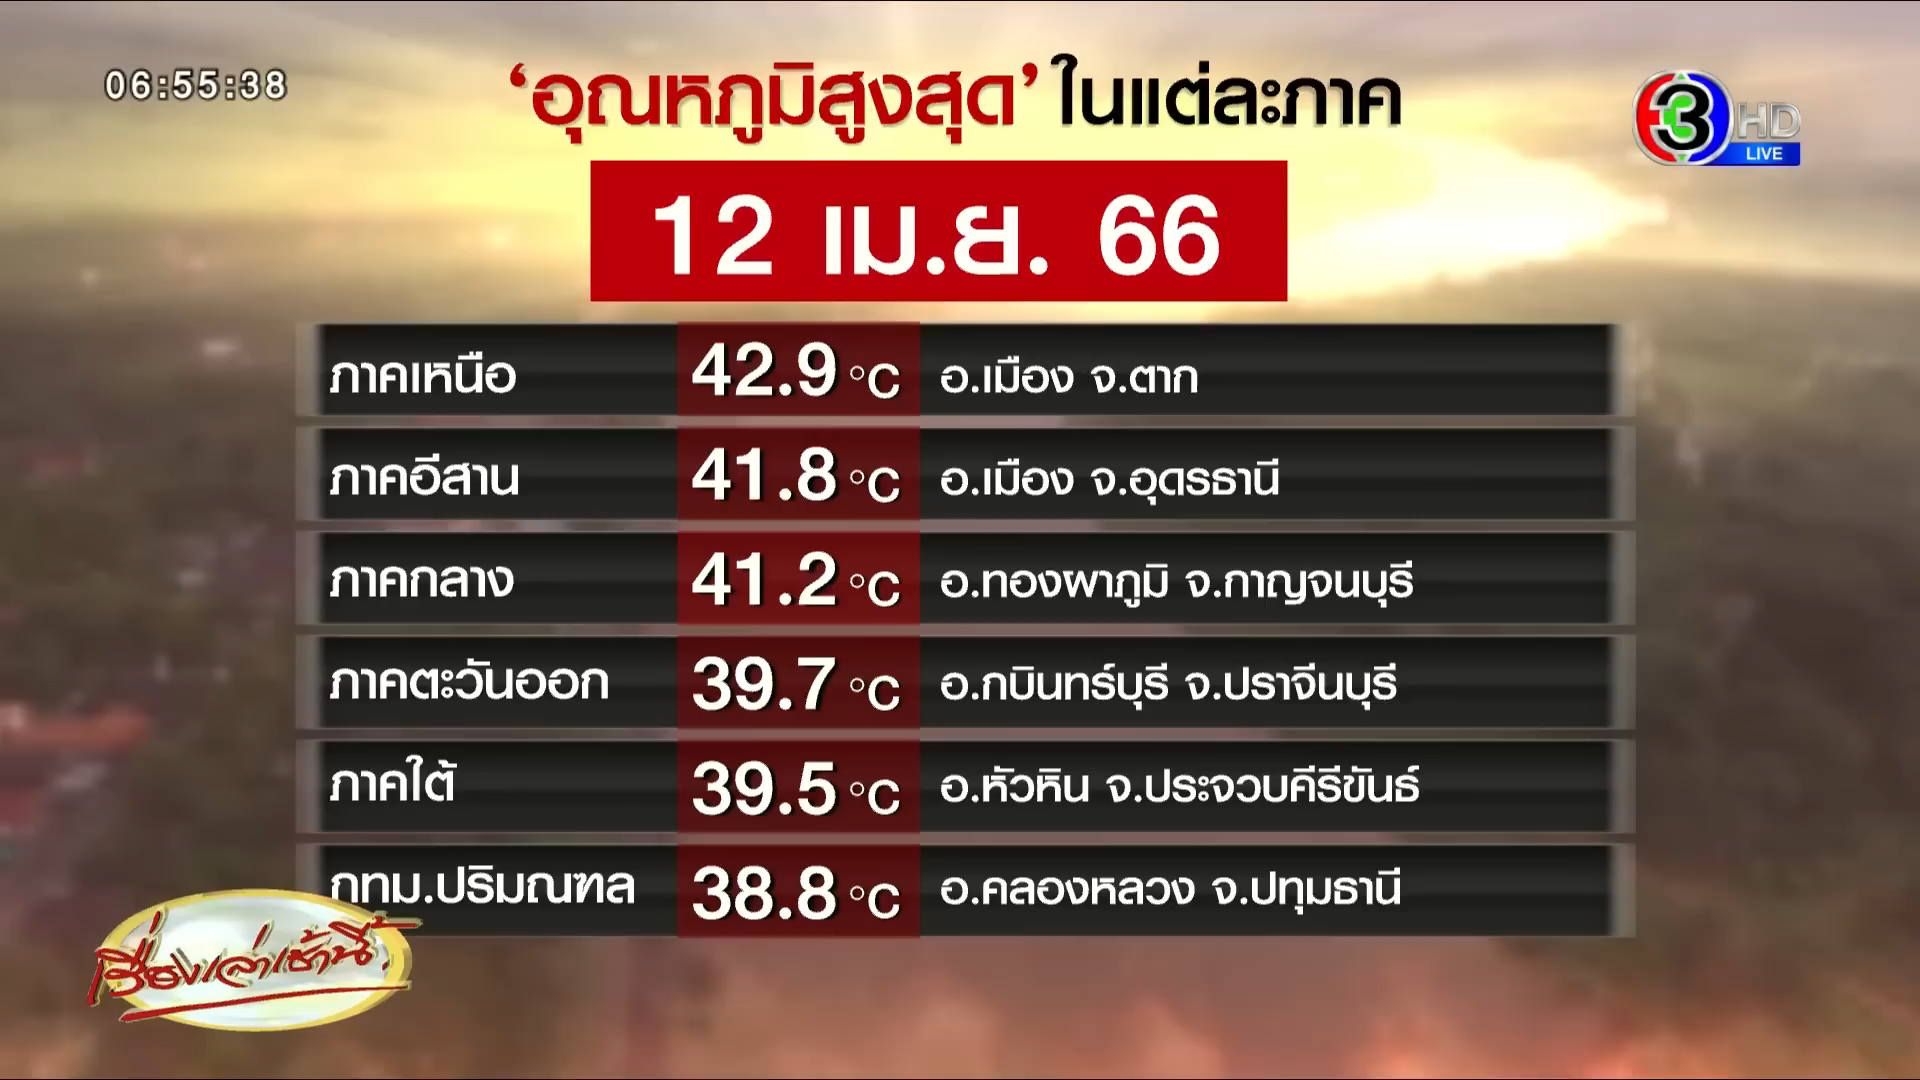 06:55:38
‘อุณหภูมิสูงสุด’ ในแต่ละภาค
3 HD
LIVE
12 เม.ย. 66
ภาคเหนือ 42.9 °C อ.เมือง จ.ตาก
ภาคอีสาน 41.8 °C อ.เมือง จ.อุดรธานี
ภาคกลาง 41.2 °C อ.ทองผาภูมิ จ.กาญจนบุรี
ภาคตะวันออก 39.7 °C อ.กบินทร์บุรี จ.ปราจีนบุรี
ภาคใต้ 39.5 °C อ.หัวหิน จ.ประจวบคีรีขันธ์
กทม.ปริมณฑล 38.8 °C อ.คลองหลวง จ.ปทุมธานี
เรื่องเล่าเช้านี้